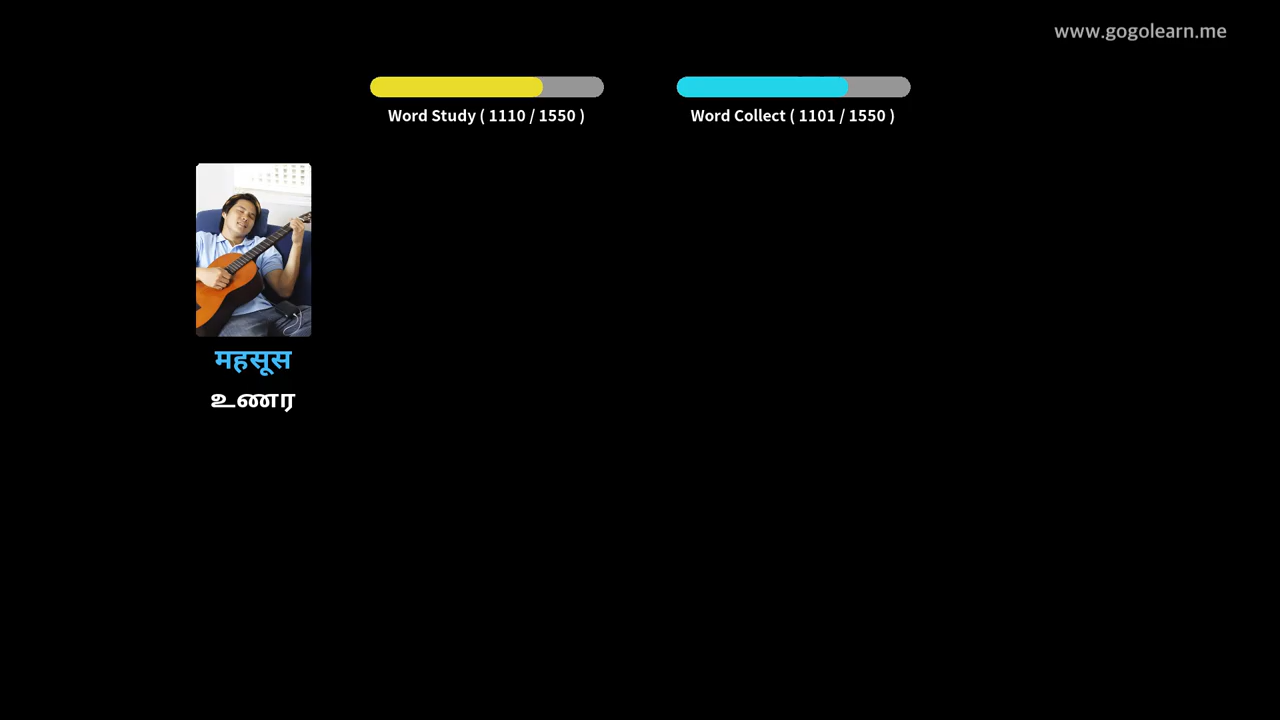 www.gogolearn.me
Word Study ( 1110 / 1550 )
Word Collect ( 1101 / 1550 )
महसूस
உணர